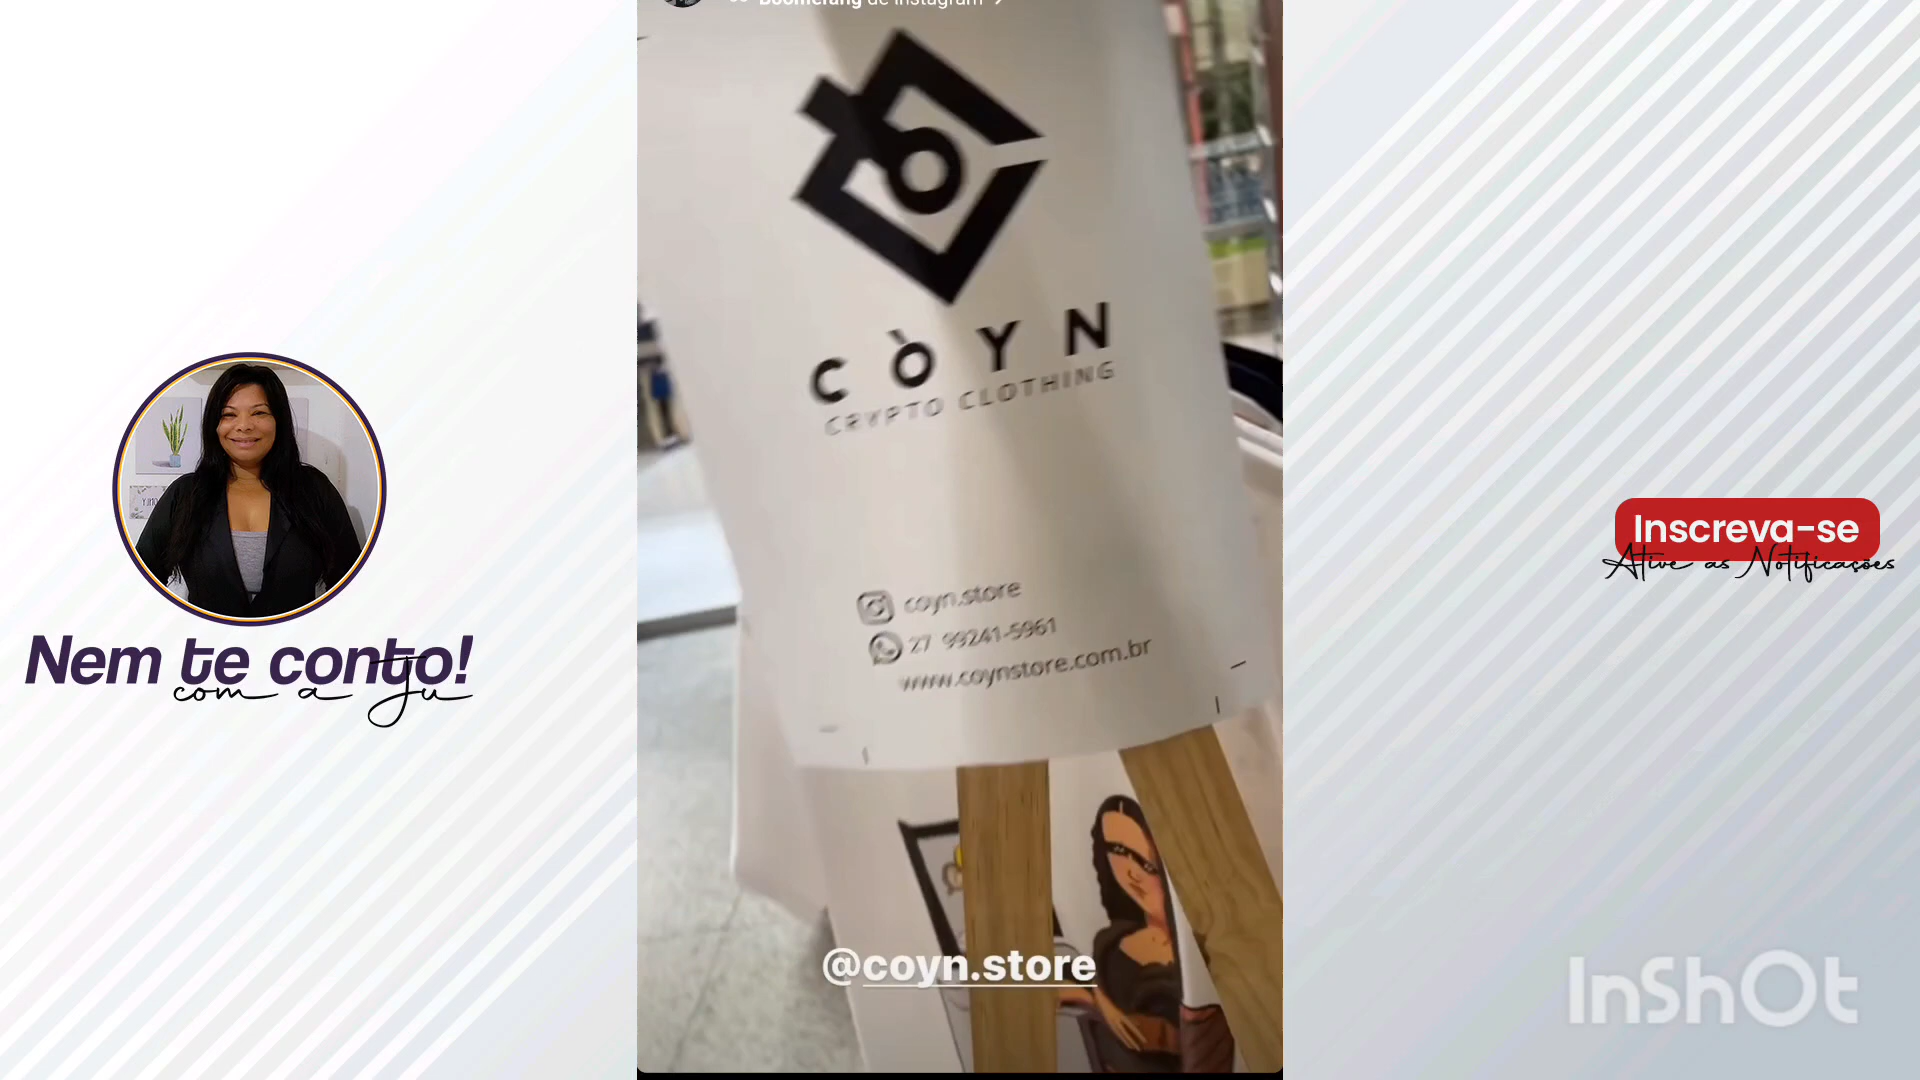 Boomerang de Instagram
CÒYN
CRYPTO CLOTHING
coyn.store
27 99241-5961
www.coynstore.com.br
@coyn.store
Nem te conto!
com a Ju
Inscreva-se
Ative as Notificações
InShOt